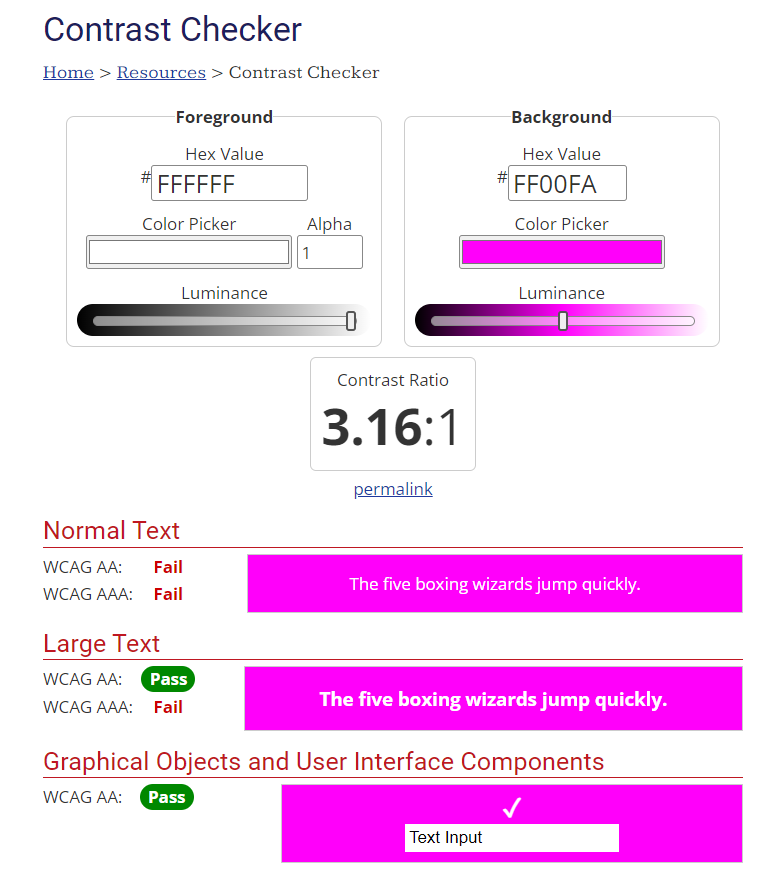 Contrast Checker
Home > Resources > Contrast Checker
Foreground
Hex Value
# FFFFFF
Color Picker Alpha
1
Luminance
Background
Hex Value
# FF00FA
Color Picker
Luminance
Contrast Ratio
3.16:1
permalink
Normal Text
WCAG AA: Fail
WCAG AAA: Fail
The five boxing wizards jump quickly.
Large Text
WCAG AA: Pass
WCAG AAA: Fail
The five boxing wizards jump quickly.
Graphical Objects and User Interface Components
WCAG AA: Pass
✓
Text Input